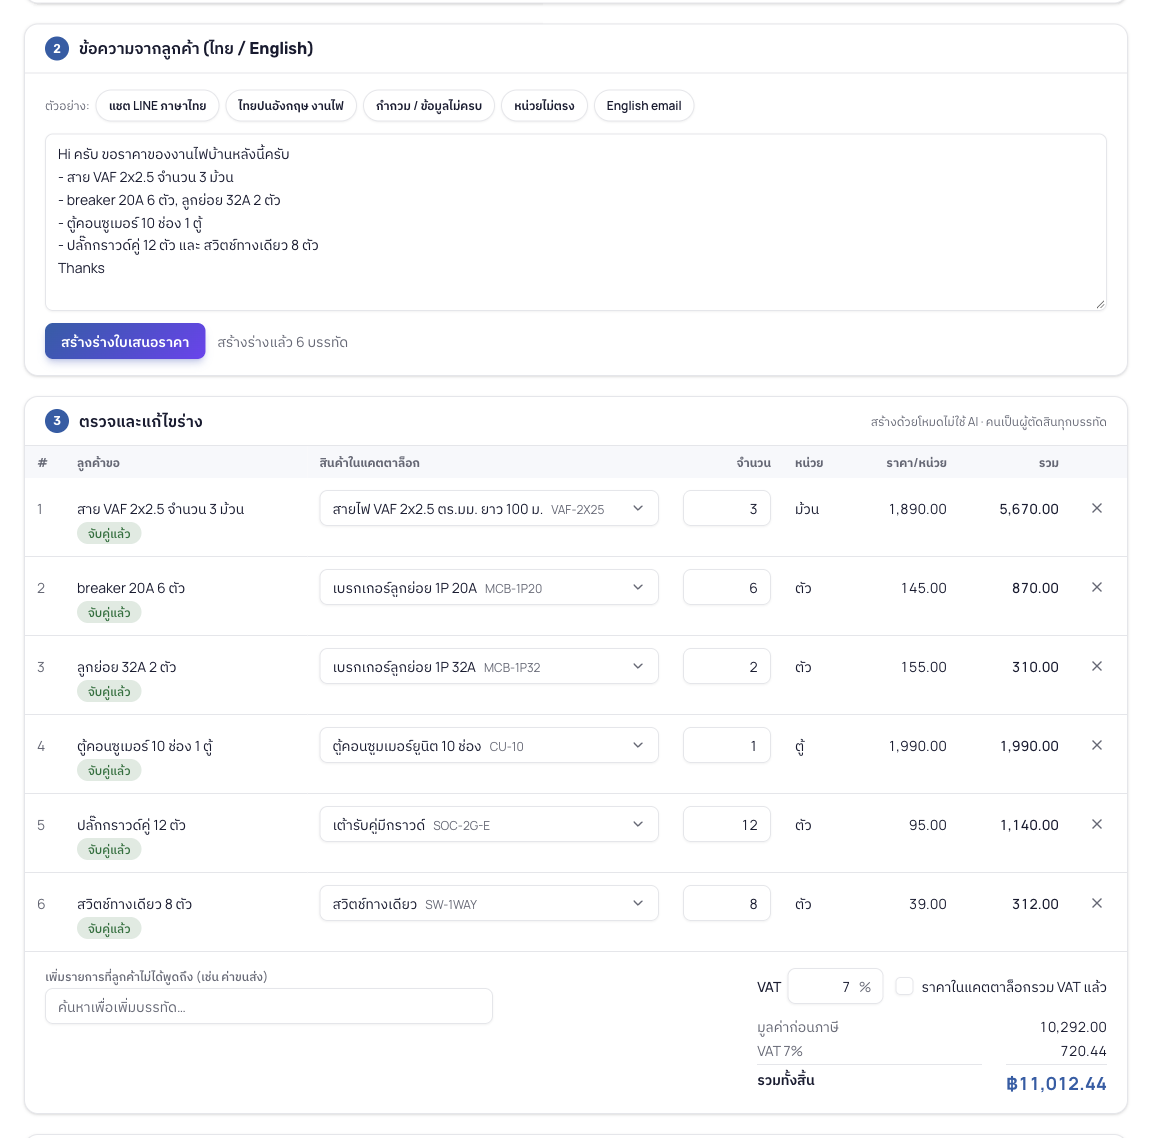 2 ข้อความจากลูกค้า (ไทย / English)
ตัวอย่าง: แชต LINE ภาษาไทย ไทยปนอังกฤษ งานไฟ กำกวม / ข้อมูลไม่ครบ หน่วยไม่ตรง English email
Hi ครับ ขอราคาของงานไฟบ้านหลังนี้ครับ
- สาย VAF 2x2.5 จำนวน 3 ม้วน
- breaker 20A 6 ตัว, ลูกย่อย 32A 2 ตัว
- ตู้คอนซูเมอร์ 10 ช่อง 1 ตู้
- ปลั๊กกราวด์คู่ 12 ตัว และ สวิตช์ทางเดียว 8 ตัว
Thanks
สร้างร่างใบเสนอราคา สร้างร่างแล้ว 6 บรรทัด
3 ตรวจและแก้ไขร่าง สร้างด้วยโหมดไม่ใช้ AI · คนเป็นผู้ตัดสินทุกบรรทัด
# ลูกค้าขอ สินค้าในแคตตาล็อก จำนวน หน่วย ราคา/หน่วย รวม
1 สาย VAF 2x2.5 จำนวน 3 ม้วน สายไฟ VAF 2x2.5 ตร.มม. ยาว 100 ม. VAF-2X25 3 ม้วน 1,890.00 5,670.00 ×
จับคู่แล้ว
2 breaker 20A 6 ตัว เบรกเกอร์ลูกย่อย 1P 20A MCB-1P20 6 ตัว 145.00 870.00 ×
จับคู่แล้ว
3 ลูกย่อย 32A 2 ตัว เบรกเกอร์ลูกย่อย 1P 32A MCB-1P32 2 ตัว 155.00 310.00 ×
จับคู่แล้ว
4 ตู้คอนซูเมอร์ 10 ช่อง 1 ตู้ ตู้คอนซูมเมอร์ยูนิต 10 ช่อง CU-10 1 ตู้ 1,990.00 1,990.00 ×
จับคู่แล้ว
5 ปลั๊กกราวด์คู่ 12 ตัว เต้ารับคู่มีกราวด์ SOC-2G-E 12 ตัว 95.00 1,140.00 ×
จับคู่แล้ว
6 สวิตช์ทางเดียว 8 ตัว สวิตช์ทางเดียว SW-1WAY 8 ตัว 39.00 312.00 ×
จับคู่แล้ว
เพิ่มรายการที่ลูกค้าไม่ได้พูดถึง (เช่น ค่าขนส่ง)
ค้นหาเพื่อเพิ่มบรรทัด…
VAT 7 % ราคาในแคตตาล็อกรวม VAT แล้ว
มูลค่าก่อนภาษี 10,292.00
VAT 7% 720.44
รวมทั้งสิ้น ฿11,012.44